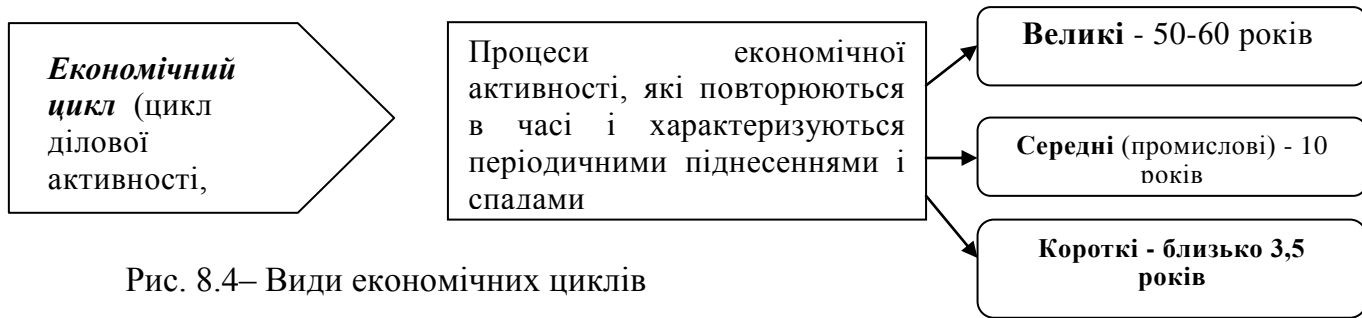 Економічний
цикл (цикл
ділової
активності,
Процеси економічної
активності, які повторюються
в часі і характеризуються
періодичними піднесеннями і
спадами
Великі - 50-60 років
Середні (промислові) - 10
років
Короткі - близько 3,5
років
Рис. 8.4– Види економічних циклів